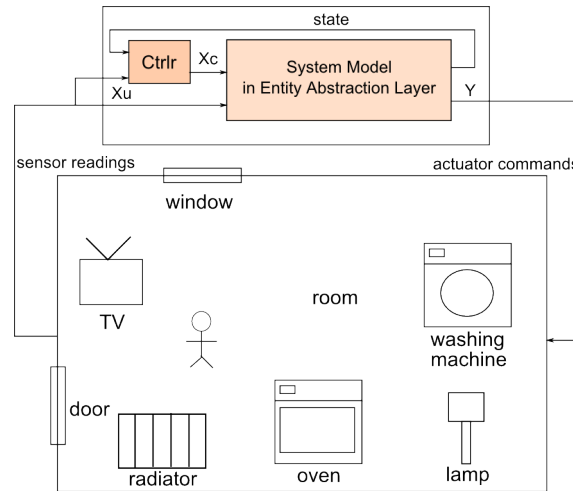 state
Ctrlr
Xc
System Model
in Entity Abstraction Layer
Xu
Y
sensor readings
actuator commands
window
TV
room
washing
machine
door
radiator
oven
lamp